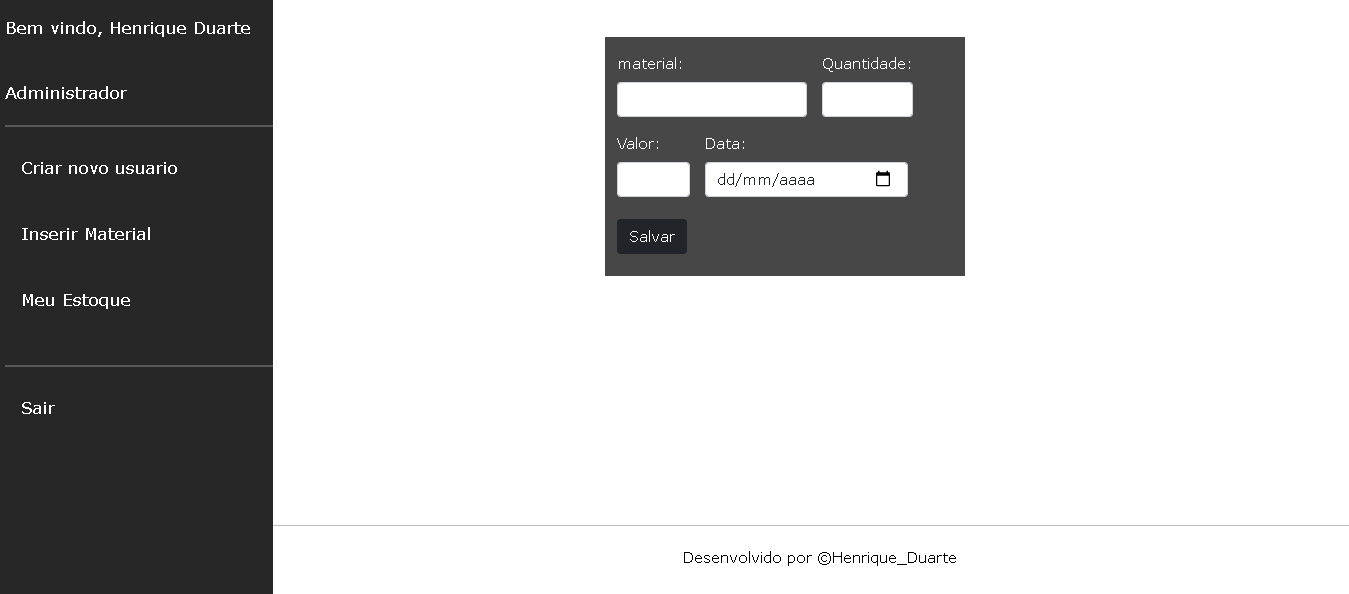 Bem vindo, Henrique Duarte
Administrador
Criar novo usuario
Inserir Material
Meu Estoque
Sair
material: Quantidade:
Valor: Data:
dd/mm/aaaa
Salvar
Desenvolvido por ©Henrique_Duarte